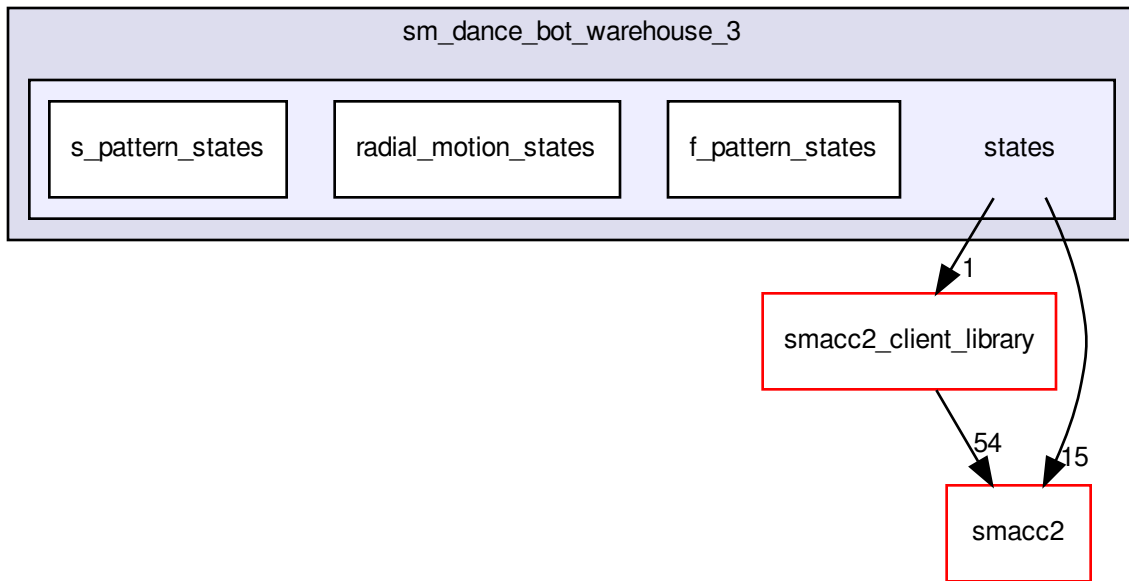 sm_dance_bot_warehouse_3
s_pattern_states
radial_motion_states
f_pattern_states
states
1
smacc2_client_library
54
15
smacc2